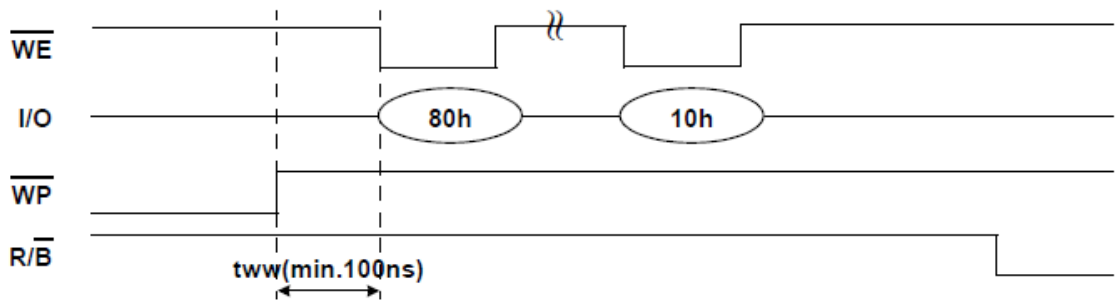 WE
I/O
80h
10h
WP
R/B
tww(min.100ns)